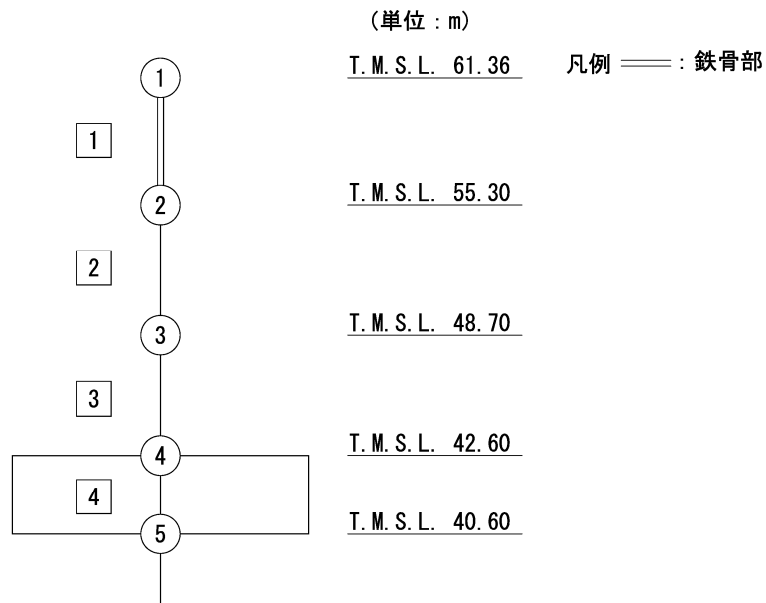 (単位:m)
① T.M.S.L. 61.36 凡例 ═══:鉄骨部
1
② T.M.S.L. 55.30
2
③ T.M.S.L. 48.70
3
④ T.M.S.L. 42.60
4
⑤ T.M.S.L. 40.60